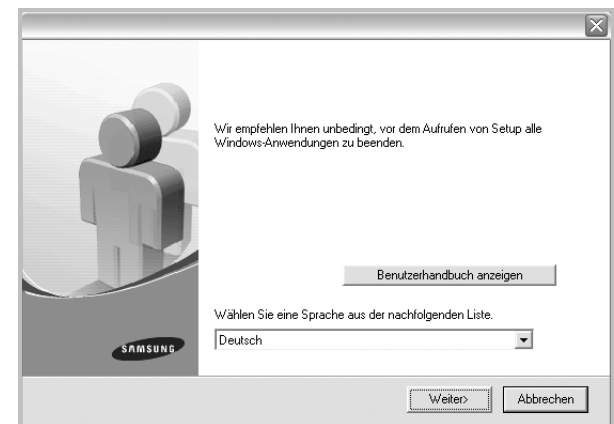 Wir empfehlen Ihnen unbedingt, vor dem Aufrufen von Setup alle
Windows-Anwendungen zu beenden.
Benutzerhandbuch anzeigen
Wählen Sie eine Sprache aus der nachfolgenden Liste.
Deutsch
SAMSUNG
Weiter>
Abbrechen